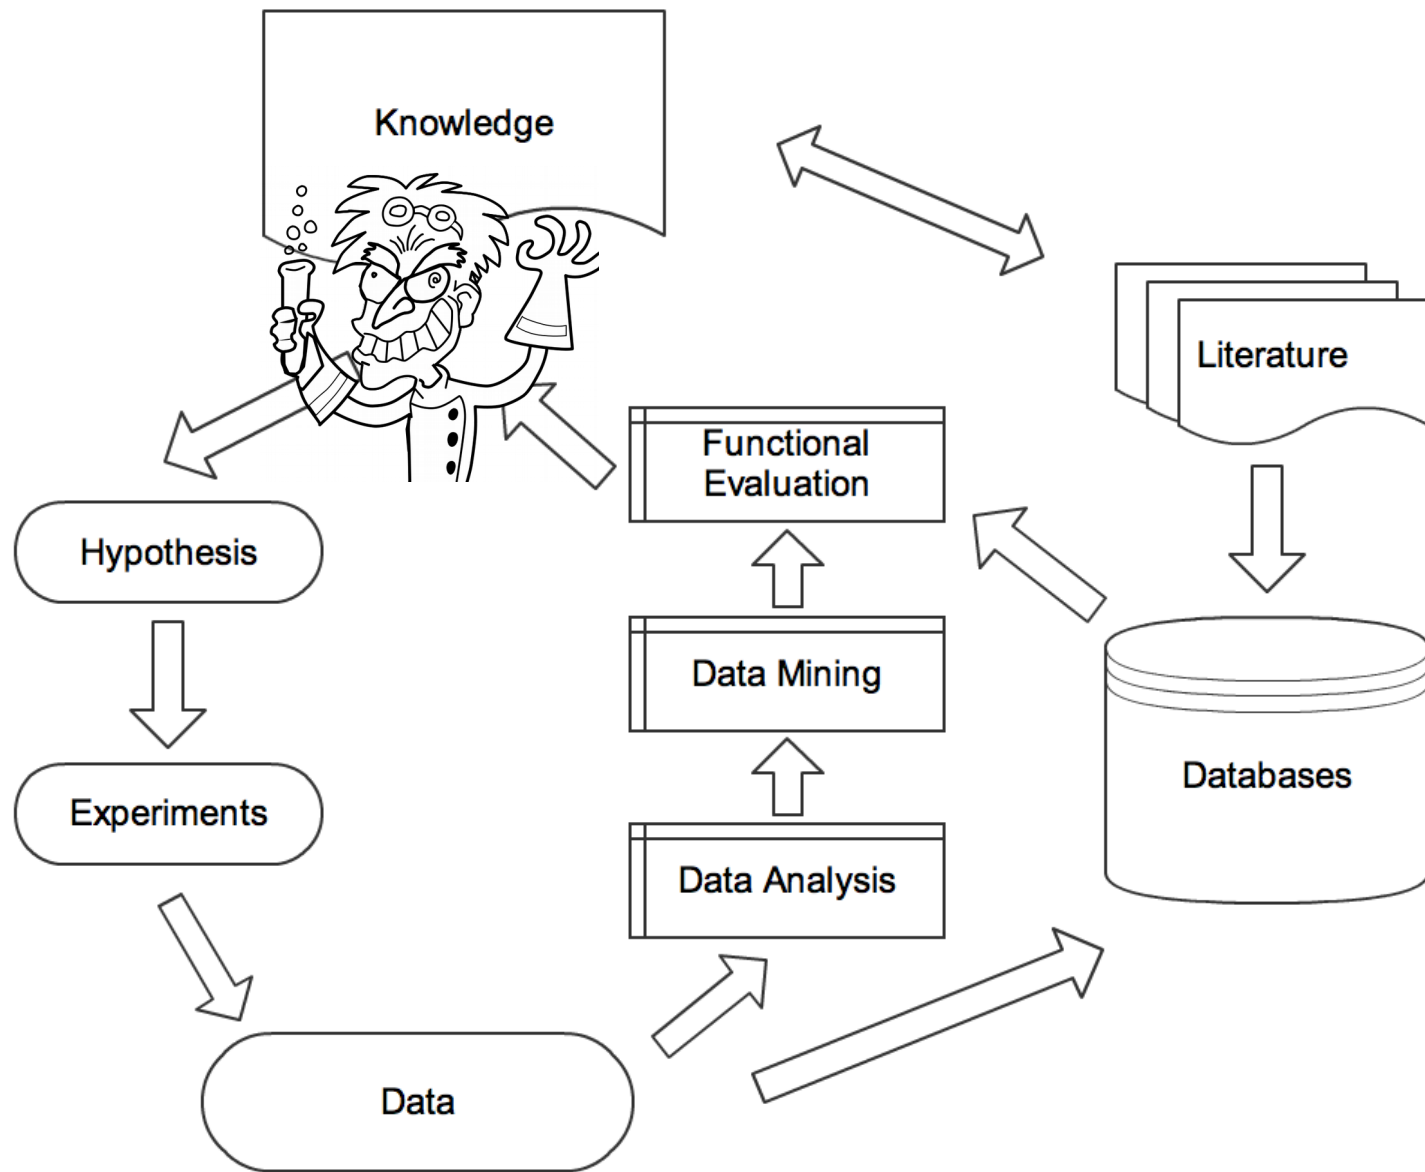 Knowledge
Literature
Functional
Evaluation
Hypothesis
Data Mining
Databases
Experiments
Data Analysis
Data